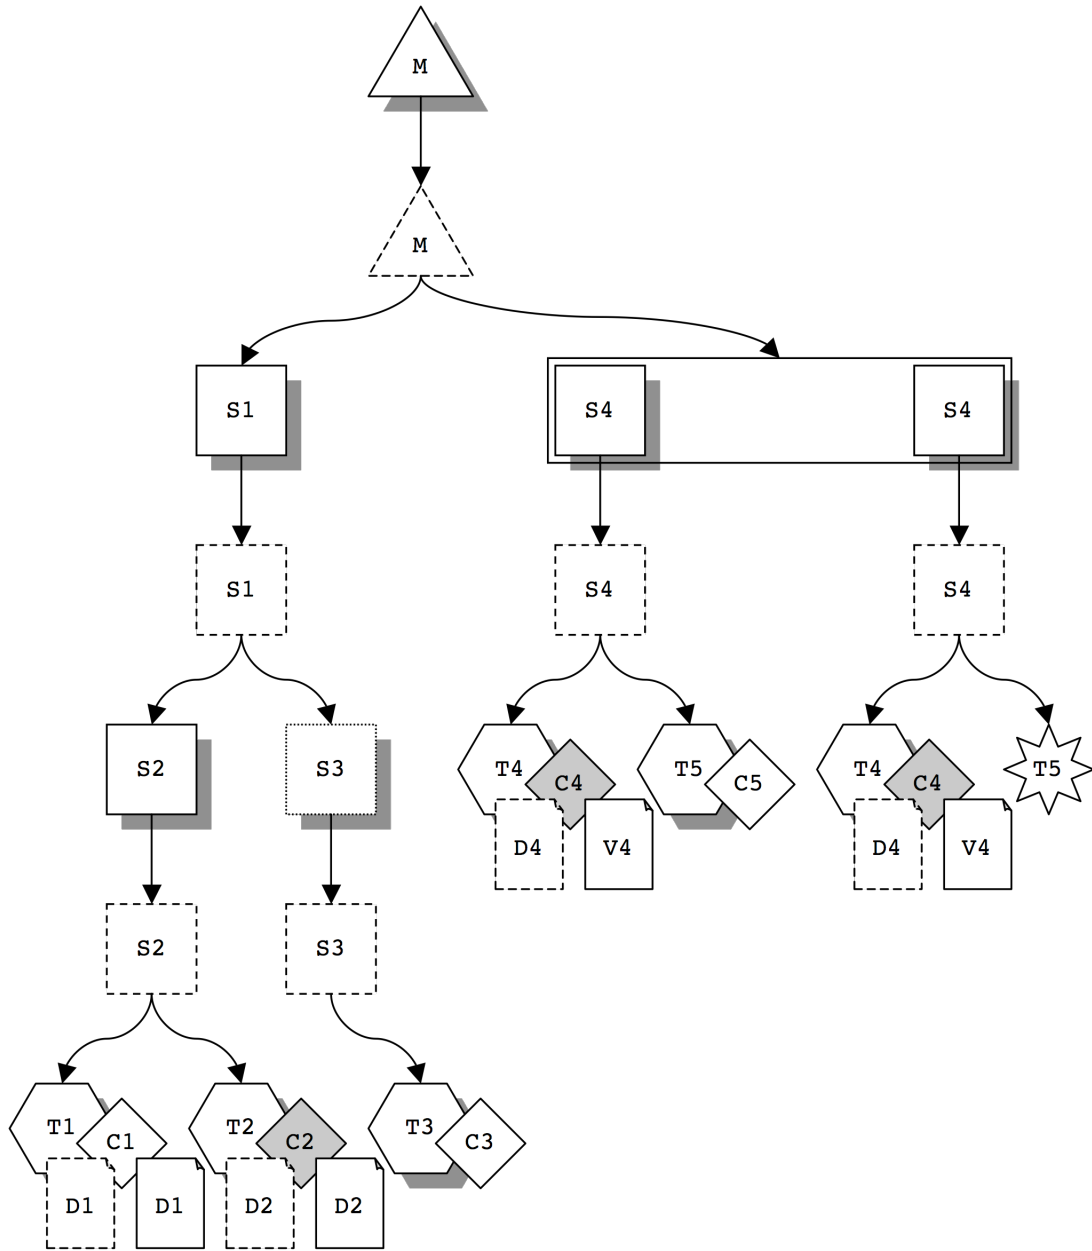 M
M
S1 S4 S4
S1 S4 S4
S2 S3 T4 C4 T5 C5 T4 C4 T5
D4 V4 D4 V4
S2 S3
T1 C1 T2 C2 T3 C3
D1 D1 D2 D2